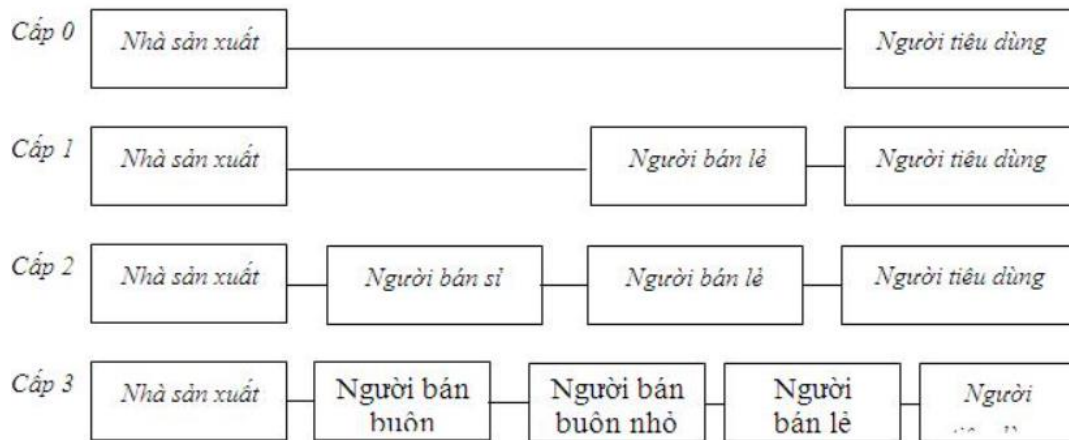 Cấp 0 Nhà sản xuất Người tiêu dùng
Cấp 1 Nhà sản xuất Người bán lẻ Người tiêu dùng
Cấp 2 Nhà sản xuất Người bán sỉ Người bán lẻ Người tiêu dùng
Cấp 3 Nhà sản xuất Người bán Người bán Người Người
buôn buôn nhỏ bán lẻ